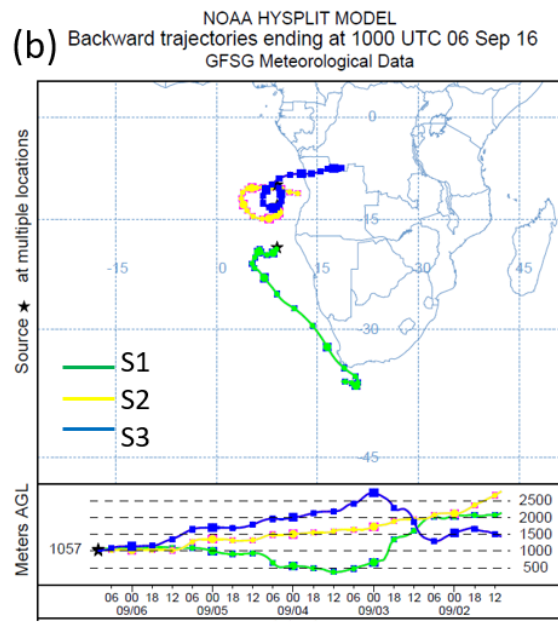 NOAA HYSPLIT MODEL
(b) Backward trajectories ending at 1000 UTC 06 Sep 16
GFSG Meteorological Data
Source ★ at multiple locations
0
-15
-15
0
15
30
45
-30
-45
S1
S2
S3
Meters AGL
1057
2500
2000
1500
1000
500
06 00 18 12 06 00 18 12 06 00 18 12 06 00 18 12 06 00 18 12
09/06 09/05 09/04 09/03 09/02